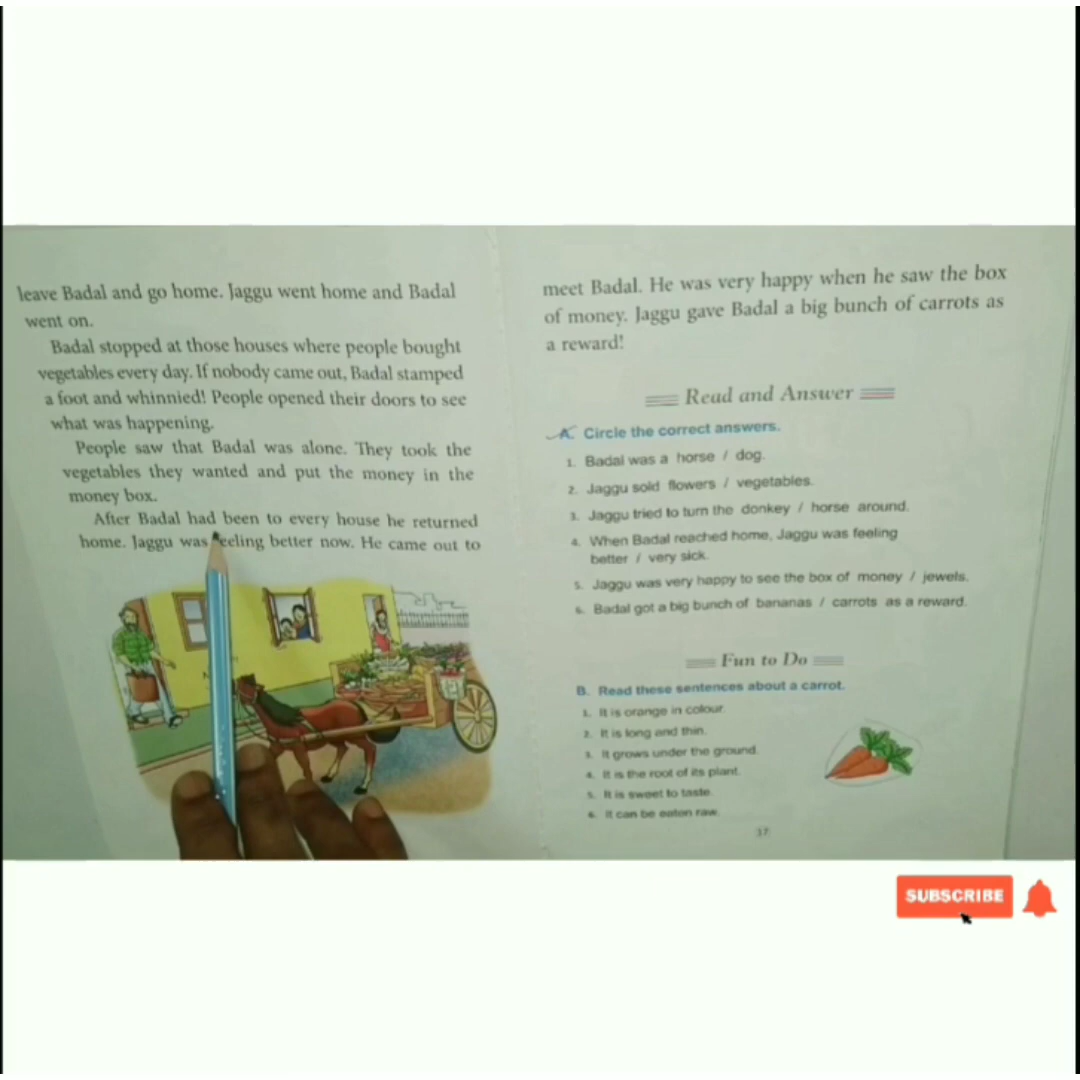 leave Badal and go home. Jaggu went home and Badal
went on.
Badal stopped at those houses where people bought
vegetables every day. If nobody came out, Badal stamped
a foot and whinnied! People opened their doors to see
what was happening.
People saw that Badal was alone. They took the
vegetables they wanted and put the money in the
money box.
After Badal had been to every house he returned
home. Jaggu was feeling better now. He came out to
meet Badal. He was very happy when he saw the box
of money. Jaggu gave Badal a big bunch of carrots as
a reward!
Read and Answer
A. Circle the correct answers.
1. Badal was a horse / dog.
2. Jaggu sold flowers / vegetables.
3. Jaggu tried to turn the donkey / horse around.
4. When Badal reached home, Jaggu was feeling
better / very sick.
5. Jaggu was very happy to see the box of money / jewels.
6. Badal got a big bunch of bananas / carrots as a reward.
Fun to Do
B. Read these sentences about a carrot.
1. It is orange in colour.
2. It is long and thin.
3. It grows under the ground.
4. It is the root of its plant.
5. It is sweet to taste.
6. It can be eaten raw.
17
SUBSCRIBE